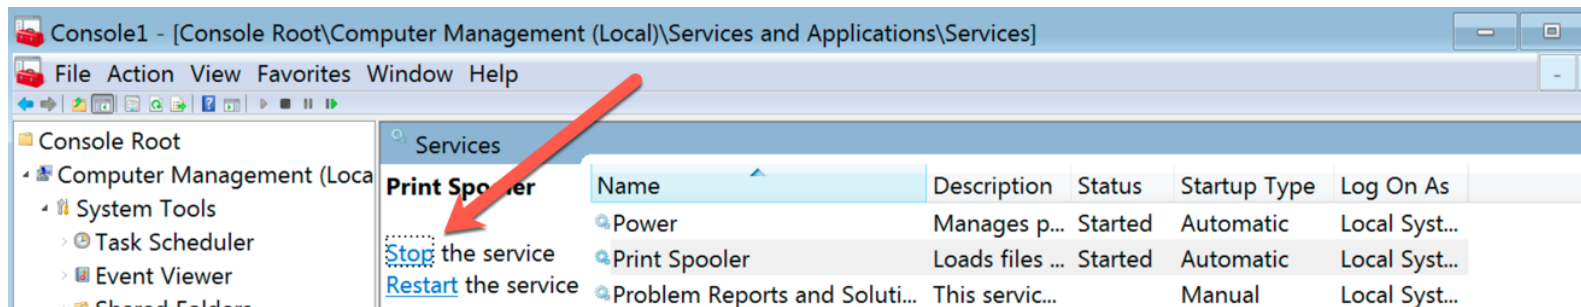 Console1 - [Console Root\Computer Management (Local)\Services and Applications\Services]
File Action View Favorites Window Help
Console Root
Computer Management (Loca
System Tools
Task Scheduler
Event Viewer
Shared Folders
Services
Print Spooler
Stop the service
Restart the service
Name Description Status Startup Type Log On As
Power Manages p... Started Automatic Local Syst...
Print Spooler Loads files ... Started Automatic Local Syst...
Problem Reports and Soluti... This servic... Manual Local Syst...